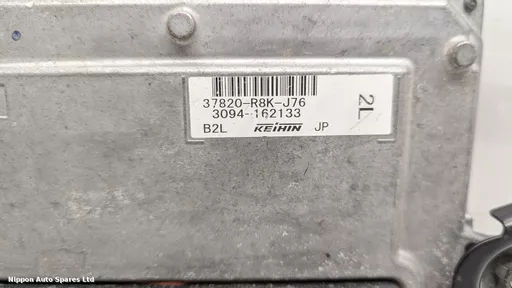 37820-R8K-J76
3094-162133
B2L KEIHIN JP
2L
Nippon Auto Spares Ltd